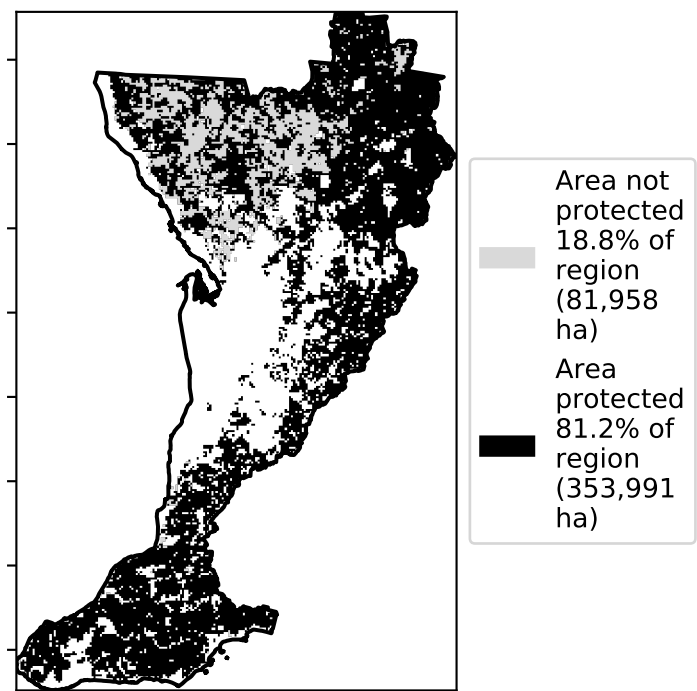 Area not
protected
18.8% of
region
(81,958
ha)
Area
protected
81.2% of
region
(353,991
ha)